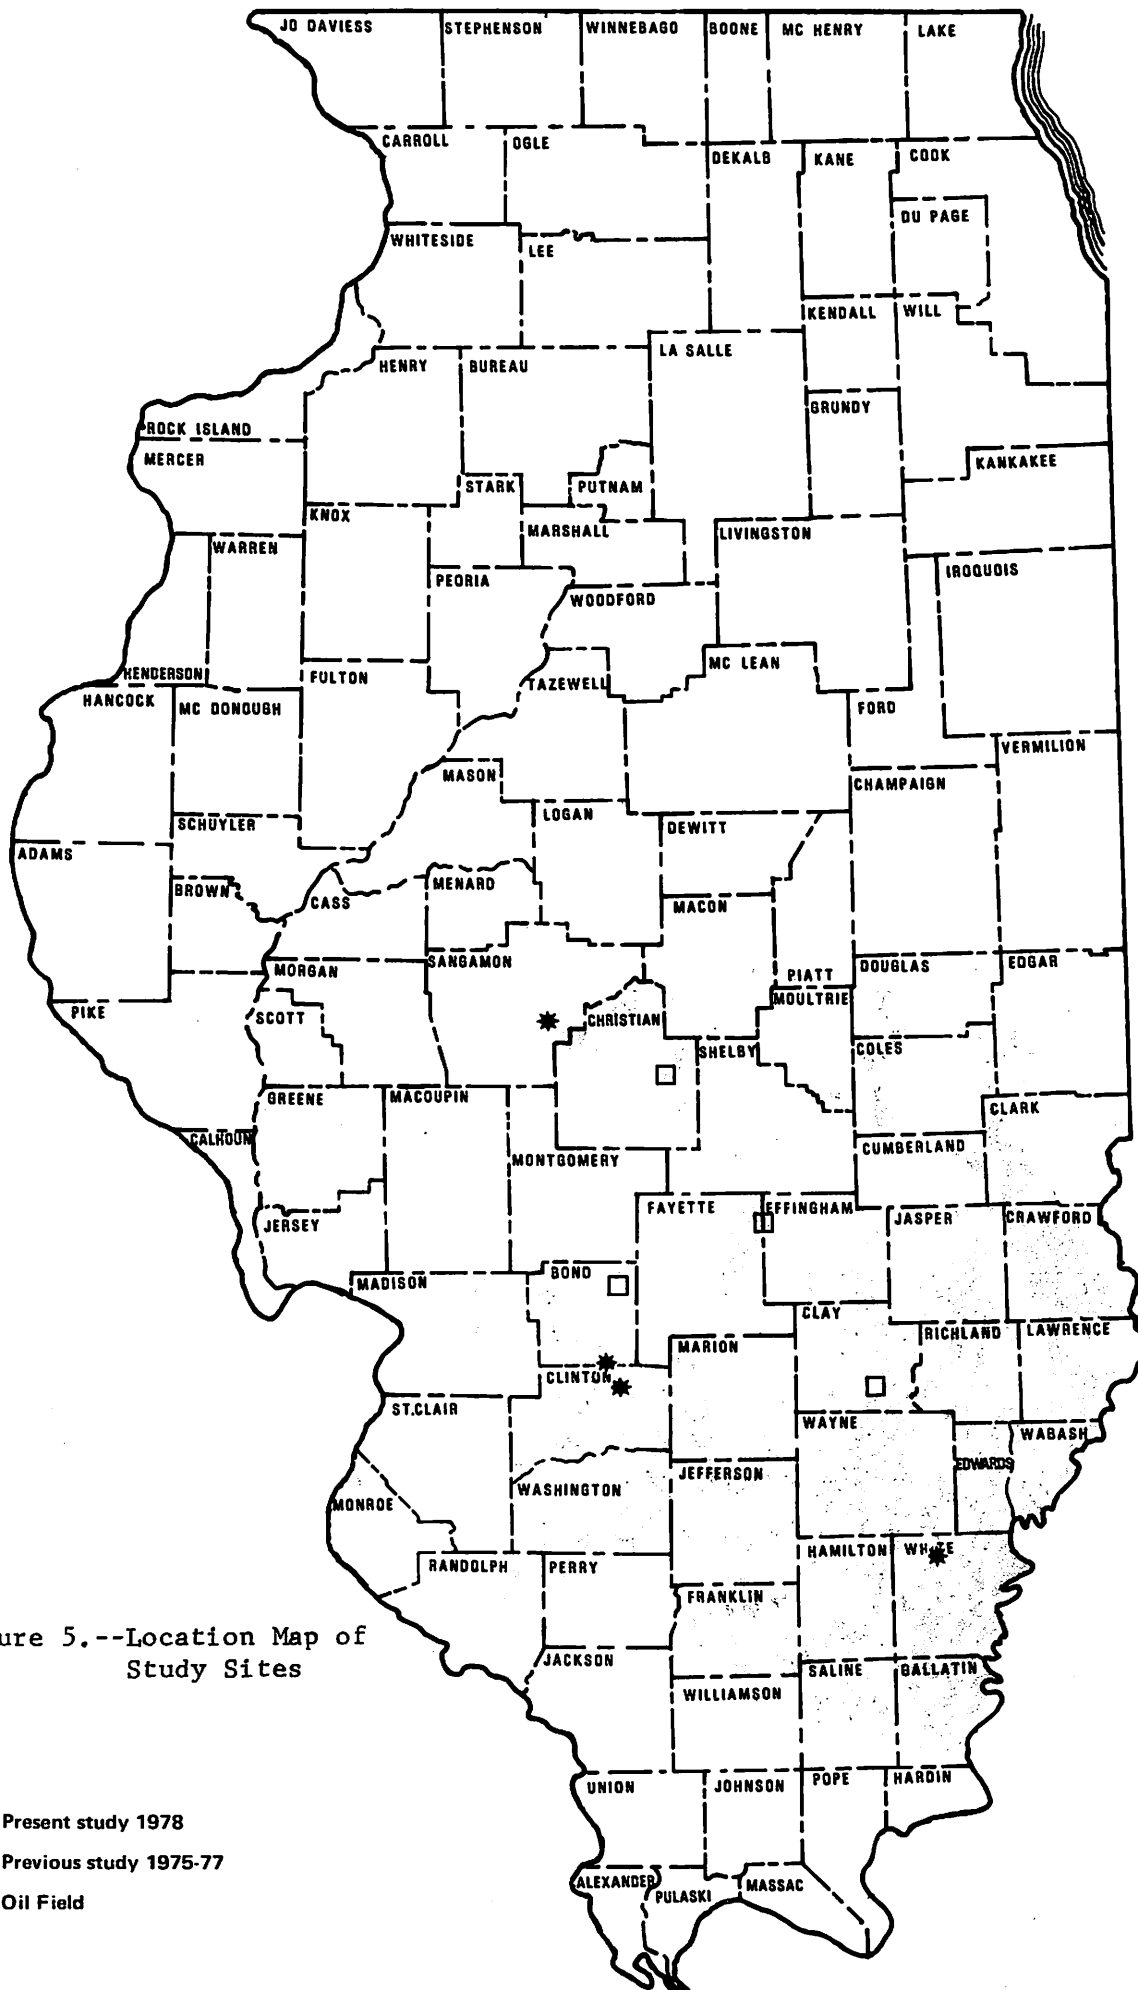 JO DAVIESS
STEPHENSON
WINNEBAGO
BOONE
MC HENRY
LAKE
CARROLL
OGLE
DEKALB
KANE
COOK
DU PAGE
WHITESIDE
LEE
KENDALL
WILL
HENRY
BUREAU
LA SALLE
GRUNDY
ROCK ISLAND
MERCER
KANKAKEE
STARK
PUTNAM
KNOX
MARSHALL
LIVINGSTON
WARREN
PEORIA
IROQUOIS
WOODFORD
HENDERSON
FULTON
TAZEWELL
MC LEAN
HANCOCK
MC DONOUGH
FORD
VERMILION
MASON
CHAMPAIGN
LOGAN
SCHUYLER
DEWITT
ADAMS
BROWN
CASS
MENARD
MACON
MORGAN
SANGAMON
PIATT
DOUGLAS
EDGAR
PIKE
SCOTT
CHRISTIAN
MOULTRIE
SHELBY
COLES
GREENE
MACOUPIN
CLARK
CALHOUN
MONTGOMERY
CUMBERLAND
JERSEY
FAYETTE
EFFINGHAM
JASPER
CRAWFORD
MADISON
BOND
CLAY
RICHLAND
LAWRENCE
MARION
CLINTON
ST.CLAIR
WAYNE
WABASH
EDWARDS
JEFFERSON
WASHINGTON
MONROE
HAMILTON
WHITE
RANDOLPH
PERRY
FRANKLIN
ure 5.--Location Map of
Study Sites
JACKSON
SALINE
BALLATIN
WILLIAMSON
UNION
JOHNSON
POPE
HARDIN
Present study 1978
Previous study 1975-77
Oil Field
ALEXANDER
PULASKI
MASSAC